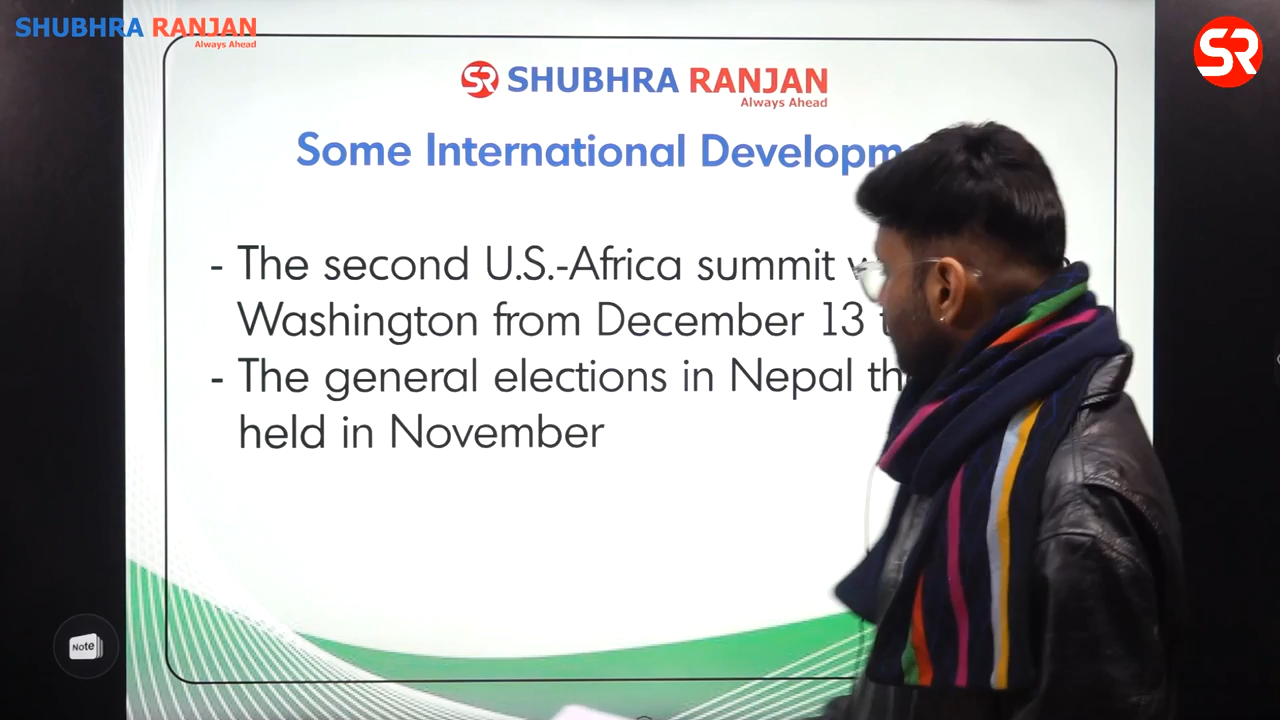 SHUBHRA RANJAN
Always Ahead
SR
SR SHUBHRA RANJAN
Always Ahead
Some International
- The second U.S.-Africa summit
Washington from December 13
- The general elections in Nepal
held in November
Note